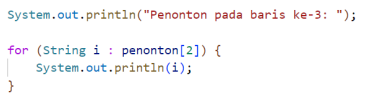 System.out.println("Penonton pada baris ke-3: ");
for (String i : penonton[2]) {
    System.out.println(i);
}